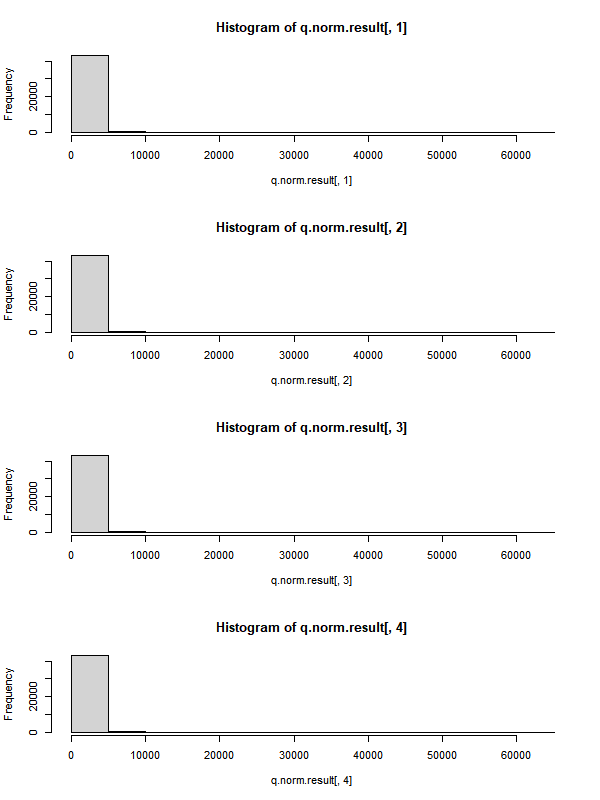 Histogram of q.norm.result[, 1]
Frequency
0 20000
0 10000 20000 30000 40000 50000 60000
q.norm.result[, 1]
Histogram of q.norm.result[, 2]
Frequency
0 20000
0 10000 20000 30000 40000 50000 60000
q.norm.result[, 2]
Histogram of q.norm.result[, 3]
Frequency
0 20000
0 10000 20000 30000 40000 50000 60000
q.norm.result[, 3]
Histogram of q.norm.result[, 4]
Frequency
0 20000
0 10000 20000 30000 40000 50000 60000
q.norm.result[, 4]